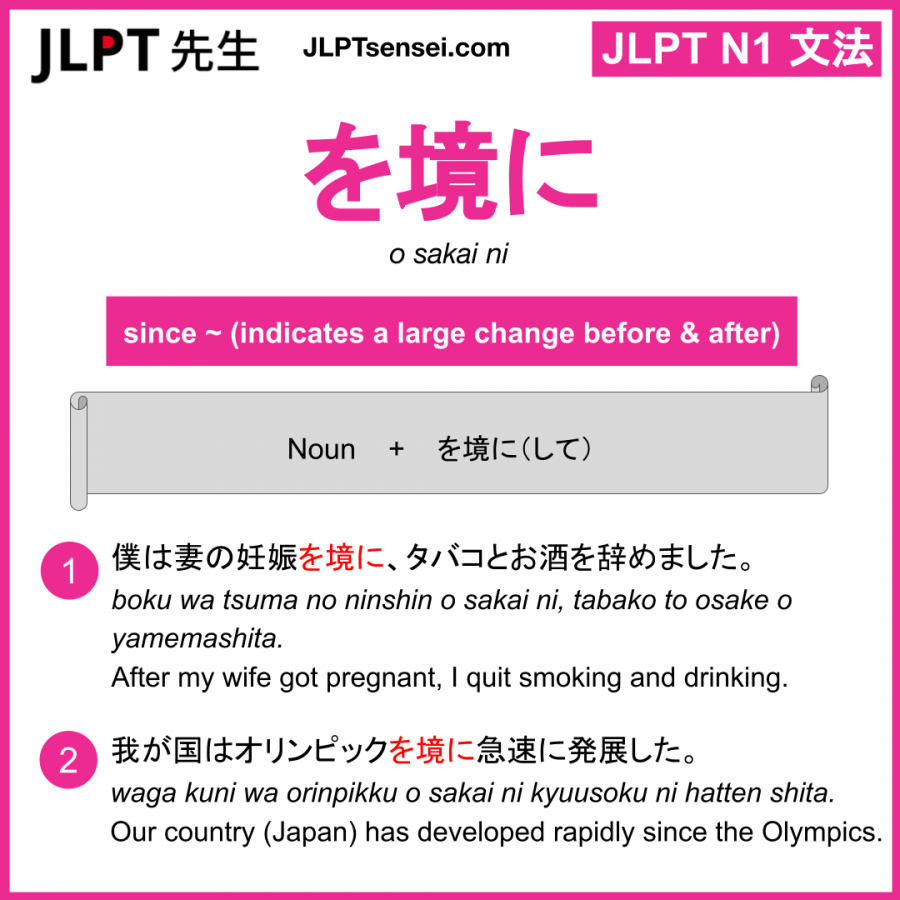 JLPT 先生
JLPTsensei.com
JLPT N1 文法
を境に
o sakai ni
since ~ (indicates a large change before & after)
Noun + を境に（して）
1
僕は妻の妊娠を境に、タバコとお酒を辞めました。
boku wa tsuma no ninshin o sakai ni, tabako to osake o
yamemashita.
After my wife got pregnant, I quit smoking and drinking.
2
我が国はオリンピックを境に急速に発展した。
waga kuni wa orinpikku o sakai ni kyuusoku ni hatten shita.
Our country (Japan) has developed rapidly since the Olympics.